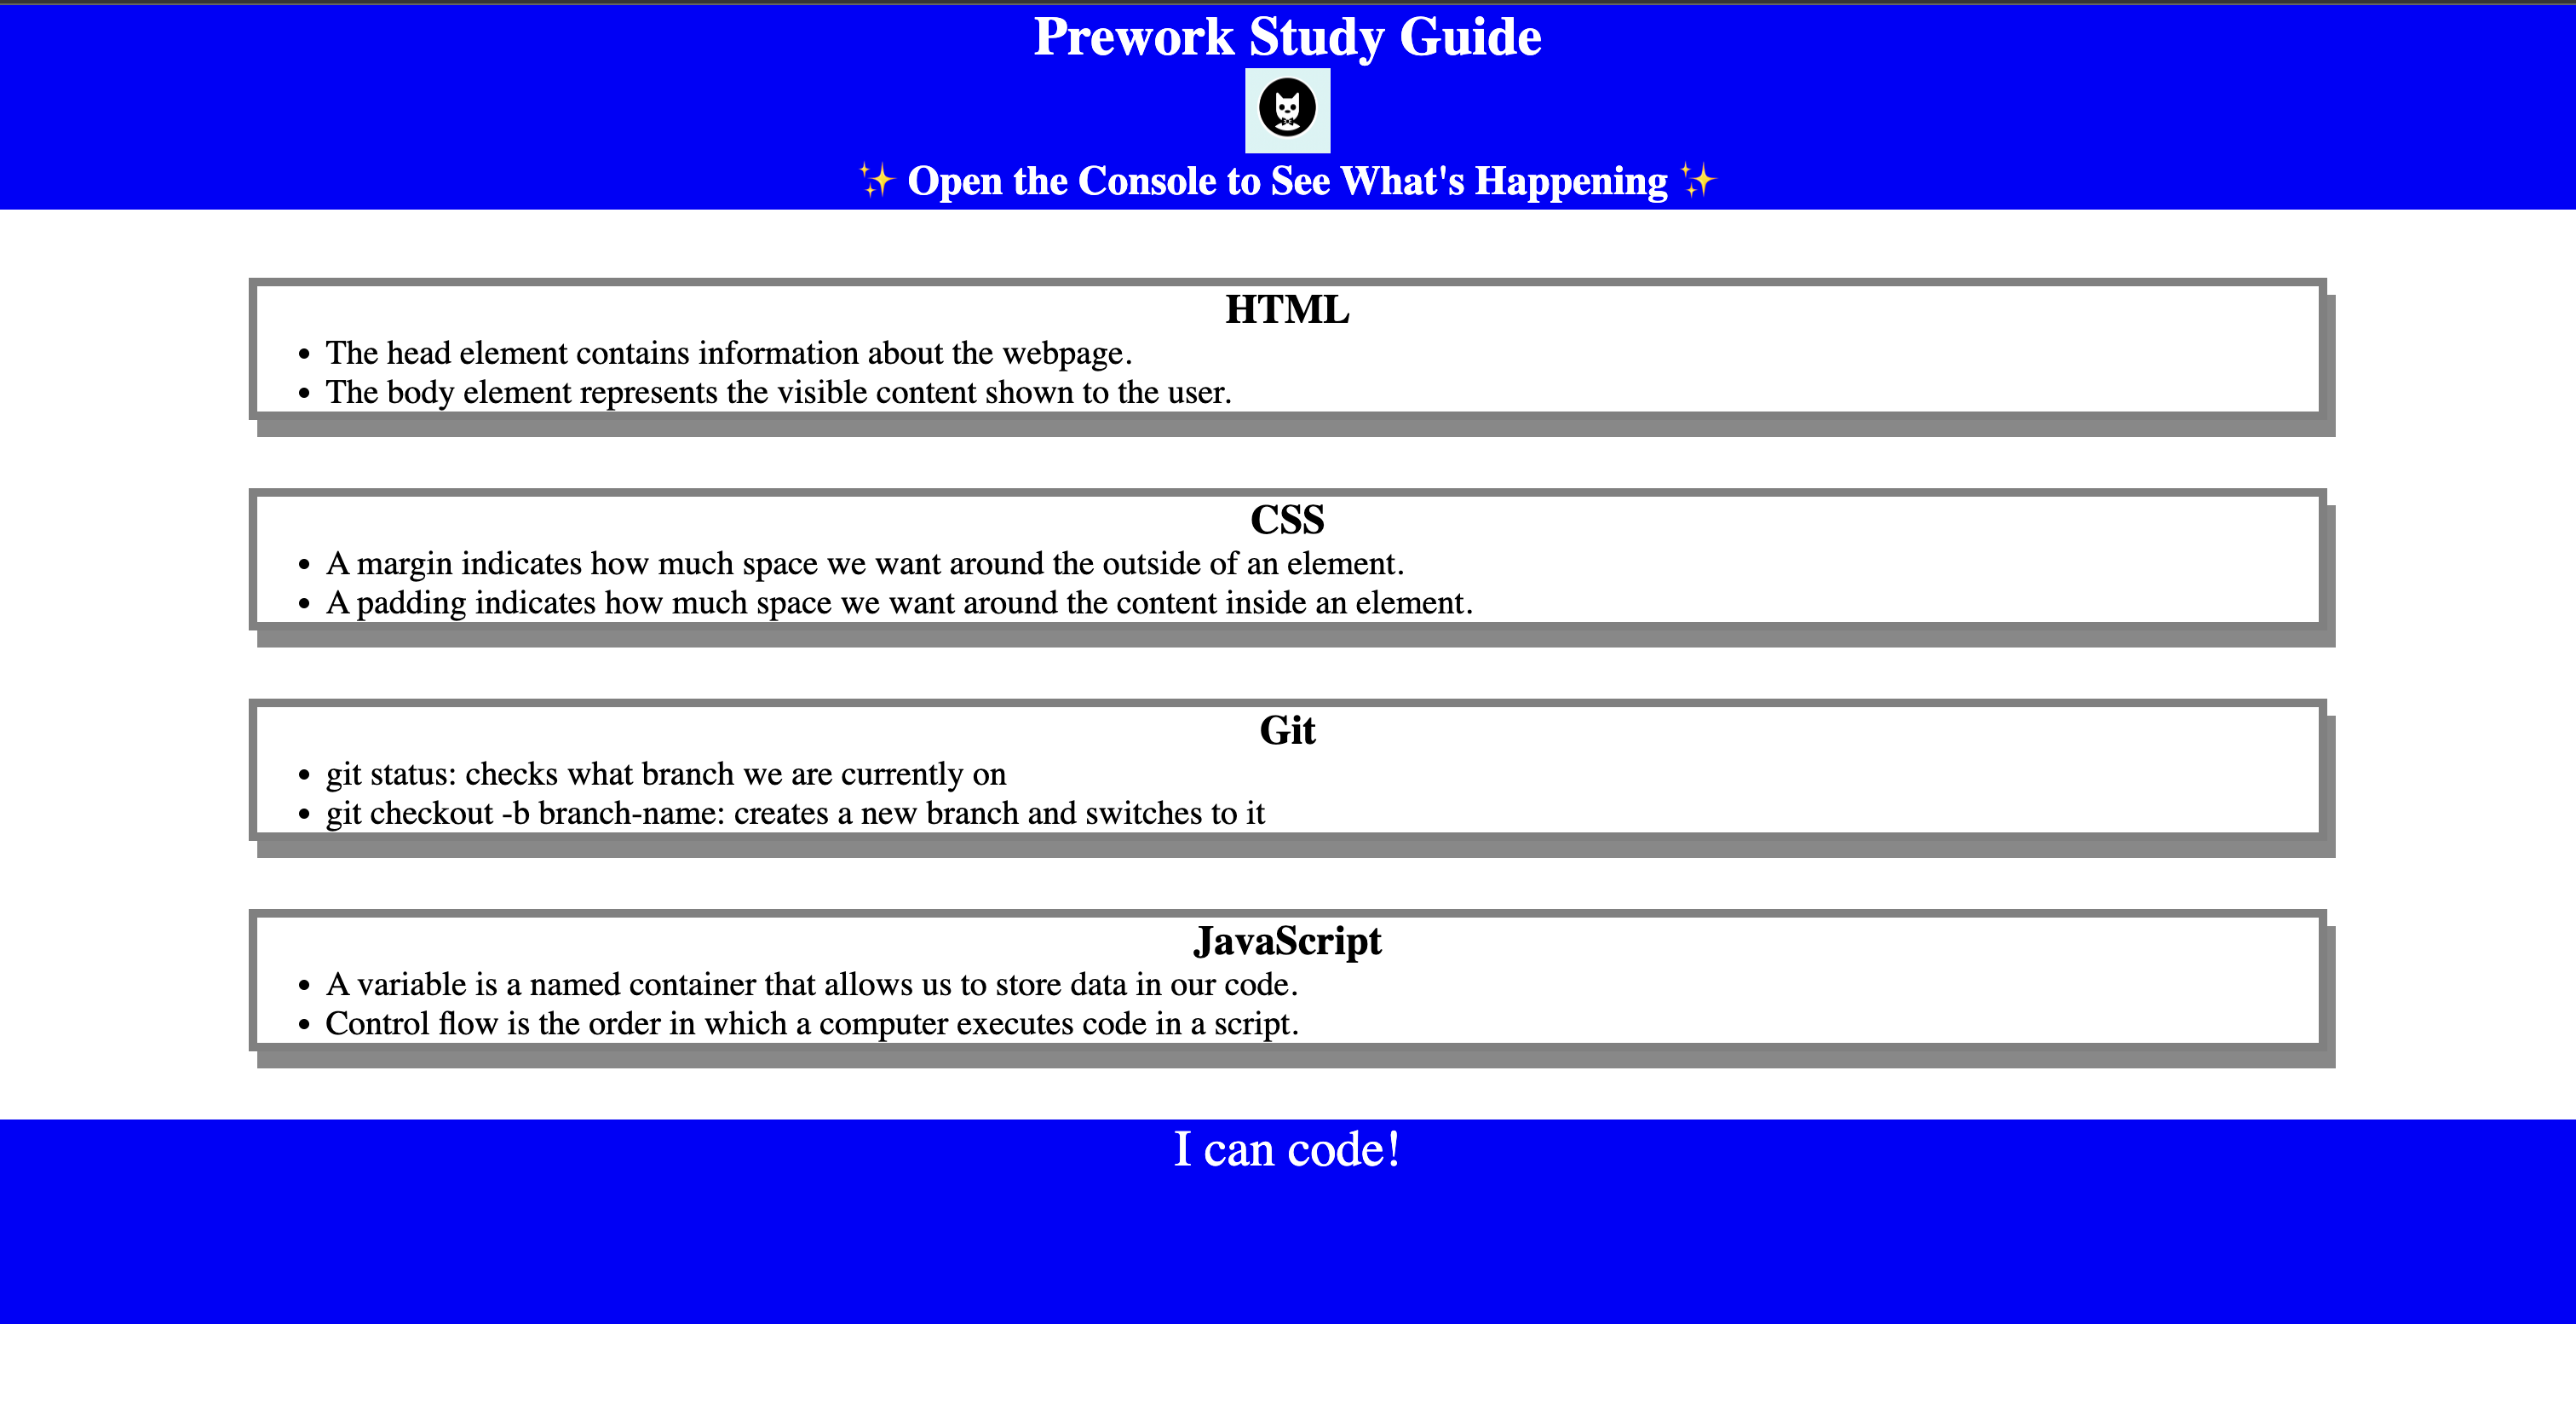 Prework Study Guide
✨ Open the Console to See What's Happening ✨
HTML
• The head element contains information about the webpage.
• The body element represents the visible content shown to the user.
CSS
• A margin indicates how much space we want around the outside of an element.
• A padding indicates how much space we want around the content inside an element.
Git
• git status: checks what branch we are currently on
• git checkout -b branch-name: creates a new branch and switches to it
JavaScript
• A variable is a named container that allows us to store data in our code.
• Control flow is the order in which a computer executes code in a script.
I can code!